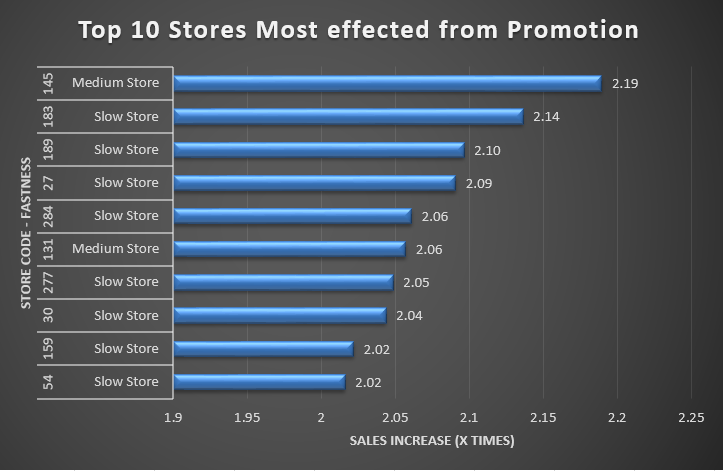 Top 10 Stores Most effected from Promotion
STORE CODE - FASTNESS
145 Medium Store 2.19
183 Slow Store 2.14
189 Slow Store 2.10
27 Slow Store 2.09
284 Slow Store 2.06
131 Medium Store 2.06
277 Slow Store 2.05
30 Slow Store 2.04
159 Slow Store 2.02
54 Slow Store 2.02
1.9 1.95 2 2.05 2.1 2.15 2.2 2.25
SALES INCREASE (X TIMES)